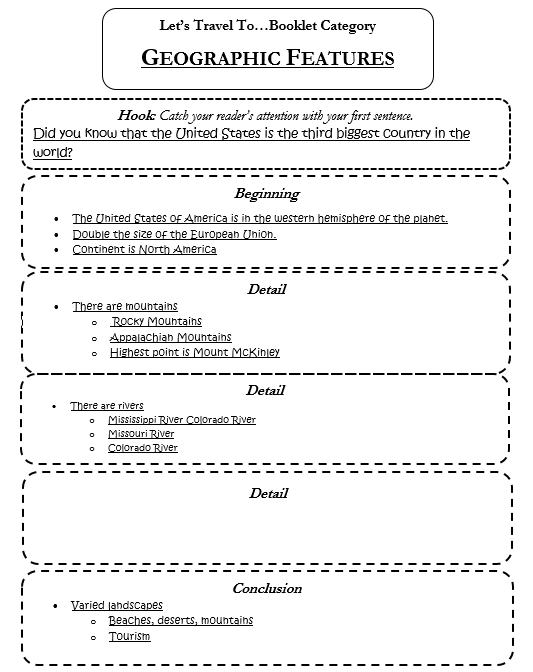 Let's Travel To…Booklet Category
GEOGRAPHIC FEATURES
Hook: Catch your reader's attention with your first sentence.
Did you know that the United States is the third biggest country in the
world?
Beginning
• The United States of America is in the western hemisphere of the planet.
• Double the size of the European Union.
• Continent is North America
Detail
• There are mountains
o Rocky Mountains
o Appalachian Mountains
o Highest point is Mount McKinley
Detail
• There are rivers
o Mississippi River Colorado River
o Missouri River
o Colorado River
Detail
Conclusion
• Varied landscapes
o Beaches, deserts, mountains
o Tourism